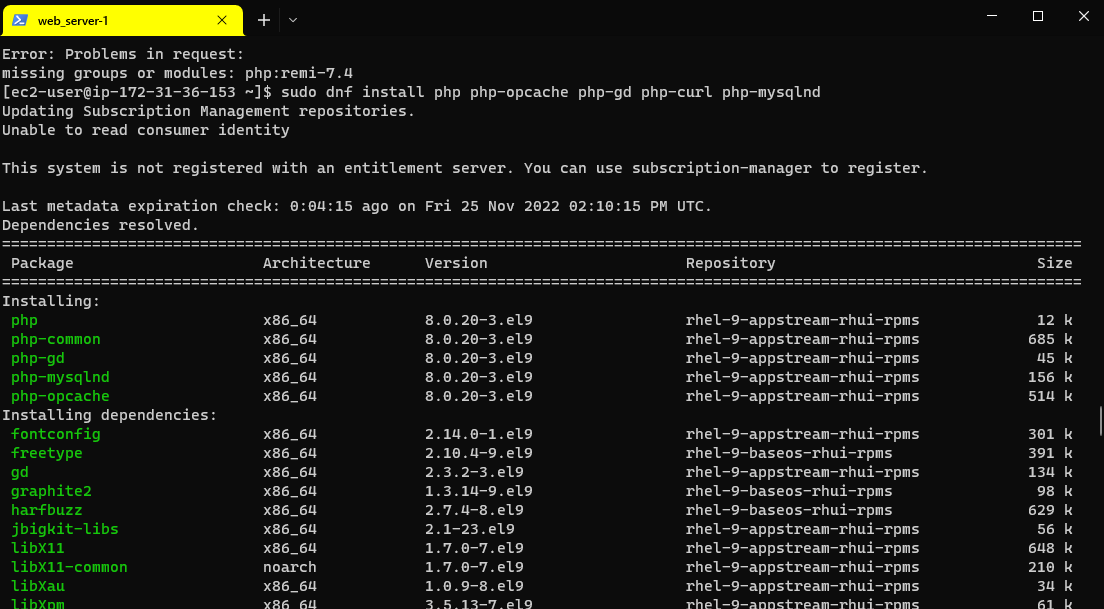 web_server-1
Error: Problems in request:
missing groups or modules: php:remi-7.4
[ec2-user@ip-172-31-36-153 ~]$ sudo dnf install php php-opcache php-gd php-curl php-mysqlnd
Updating Subscription Management repositories.
Unable to read consumer identity
This system is not registered with an entitlement server. You can use subscription-manager to register.
Last metadata expiration check: 0:04:15 ago on Fri 25 Nov 2022 02:10:15 PM UTC.
Dependencies resolved.
========================================================================================================================
Package Architecture Version Repository Size
========================================================================================================================
Installing:
php x86_64 8.0.20-3.el9 rhel-9-appstream-rhui-rpms 12 k
php-common x86_64 8.0.20-3.el9 rhel-9-appstream-rhui-rpms 685 k
php-gd x86_64 8.0.20-3.el9 rhel-9-appstream-rhui-rpms 45 k
php-mysqlnd x86_64 8.0.20-3.el9 rhel-9-appstream-rhui-rpms 156 k
php-opcache x86_64 8.0.20-3.el9 rhel-9-appstream-rhui-rpms 514 k
Installing dependencies:
fontconfig x86_64 2.14.0-1.el9 rhel-9-appstream-rhui-rpms 301 k
freetype x86_64 2.10.4-9.el9 rhel-9-baseos-rhui-rpms 391 k
gd x86_64 2.3.2-3.el9 rhel-9-appstream-rhui-rpms 134 k
graphite2 x86_64 1.3.14-9.el9 rhel-9-baseos-rhui-rpms 98 k
harfbuzz x86_64 2.7.4-8.el9 rhel-9-baseos-rhui-rpms 629 k
jbigkit-libs x86_64 2.1-23.el9 rhel-9-appstream-rhui-rpms 56 k
libX11 x86_64 1.7.0-7.el9 rhel-9-appstream-rhui-rpms 648 k
libX11-common noarch 1.7.0-7.el9 rhel-9-appstream-rhui-rpms 210 k
libXau x86_64 1.0.9-8.el9 rhel-9-appstream-rhui-rpms 34 k
libXpm x86_64 3.5.13-7.el9 rhel-9-appstream-rhui-rpms 61 k